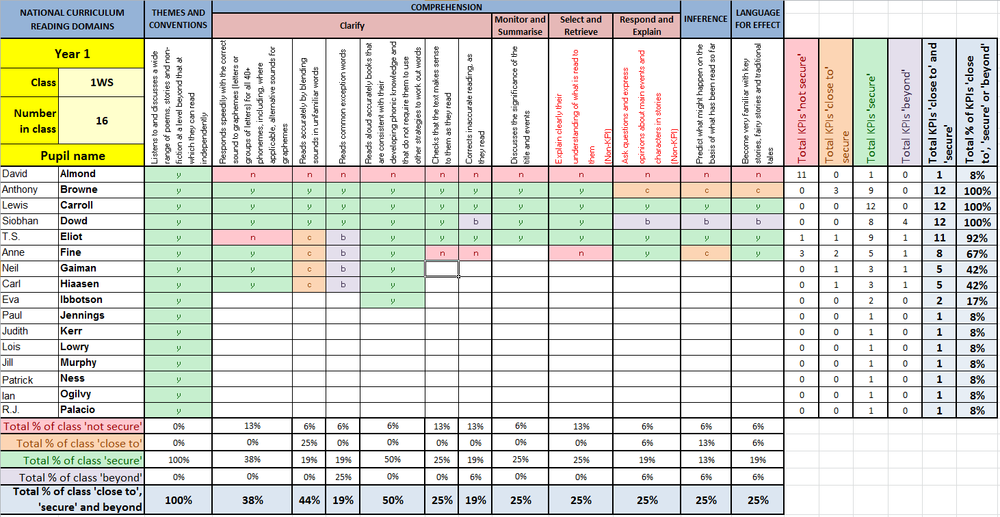 NATIONAL CURRICULUM
READING DOMAINS
THEMES AND
CONVENTIONS
COMPREHENSION
Clarify
Monitor and
Summarise
Select and
Retrieve
Respond and
Explain
INFERENCE
LANGUAGE
FOR EFFECT
Year 1
Class 1WS
Number
in class
16
Pupil name
Listens to and discusses a wide
range of poems, stories and non-
fiction at a level beyond that at
which they can read
independently
Responds speedily with the correct
sound to graphemes (letters or
groups of letters) for all 40+
phonemes, including, where
applicable, alternative sounds for
graphemes
Reads accurately by blending
sounds in unfamiliar words
Reads common exception words
Reads aloud accurately books that
are consistent with their
developing phonic knowledge and
that do not require them to use
other strategies to work out words
Checks that the text makes sense
to them as they read
Corrects inaccurate reading, as
they read
Discusses the significance of the
title and events
Explain clearly their
understanding of what is read to
them
(Non-KPI)
Ask questions and express
opinions about main events and
characters in stories
(Non-KPI)
Predict what might happen on the
basis of what has been read so far
Become very familiar with key
stories, fairy stories and traditional
tales
Total KPIs 'not secure'
Total KPIs 'close to'
secure
Total KPIs 'secure'
Total KPIs 'beyond'
Total KPIs 'close to' and
'secure'
Total % of KPIs 'close
to', 'secure' or 'beyond'
David Almond y n n n n n n n n n n n 11 0 1 0 1 8%
Anthony Browne y y y y y y y y y c c c 0 3 9 0 12 100%
Lewis Carroll y y y y y y y y y y y y 0 0 12 0 12 100%
Siobhan Dowd y y y y y y b y y b b b 0 0 8 4 12 100%
T.S. Eliot y n c b y y y y y y y y 1 1 9 1 11 92%
Anne Fine y y c b y n n n y c y 3 2 5 1 8 67%
Neil Gaiman y y c b y 0 1 3 1 5 42%
Carl Hiaasen y y c b y 0 1 3 1 5 42%
Eva Ibbotson y y 0 0 2 0 2 17%
Paul Jennings y 0 0 1 0 1 8%
Judith Kerr y 0 0 1 0 1 8%
Lois Lowry y 0 0 1 0 1 8%
Jill Murphy y 0 0 1 0 1 8%
Patrick Ness y 0 0 1 0 1 8%
Ian Ogilvy y 0 0 1 0 1 8%
R.J. Palacio y 0 0 1 0 1 8%
Total % of class 'not secure' 0% 13% 6% 6% 6% 13% 13% 6% 13% 6% 6% 6%
Total % of class 'close to' 0% 0% 25% 0% 0% 0% 0% 0% 0% 6% 13% 6%
Total % of class 'secure' 100% 38% 19% 19% 50% 25% 19% 25% 25% 19% 13% 19%
Total % of class 'beyond' 0% 0% 0% 25% 0% 0% 6% 0% 0% 6% 6% 6%
Total % of class 'close to',
'secure' and beyond
100% 38% 44% 19% 50% 25% 19% 25% 25% 25% 25% 25%